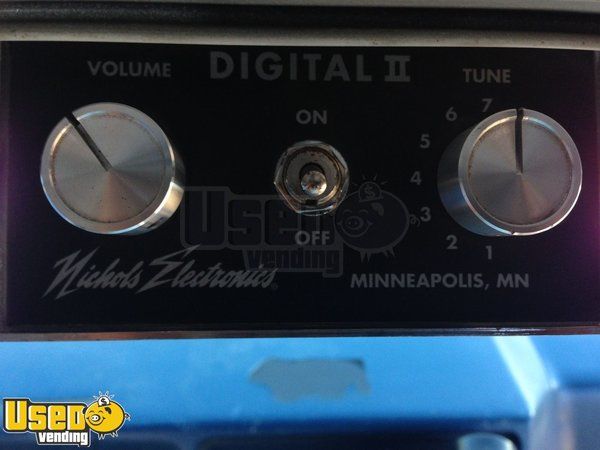 VOLUME
DIGITAL II
TUNE
ON
7
6
5
4
3
2
1
OFF
Used
vending
Nichols Electronics®
MINNEAPOLIS, MN
Used
vending